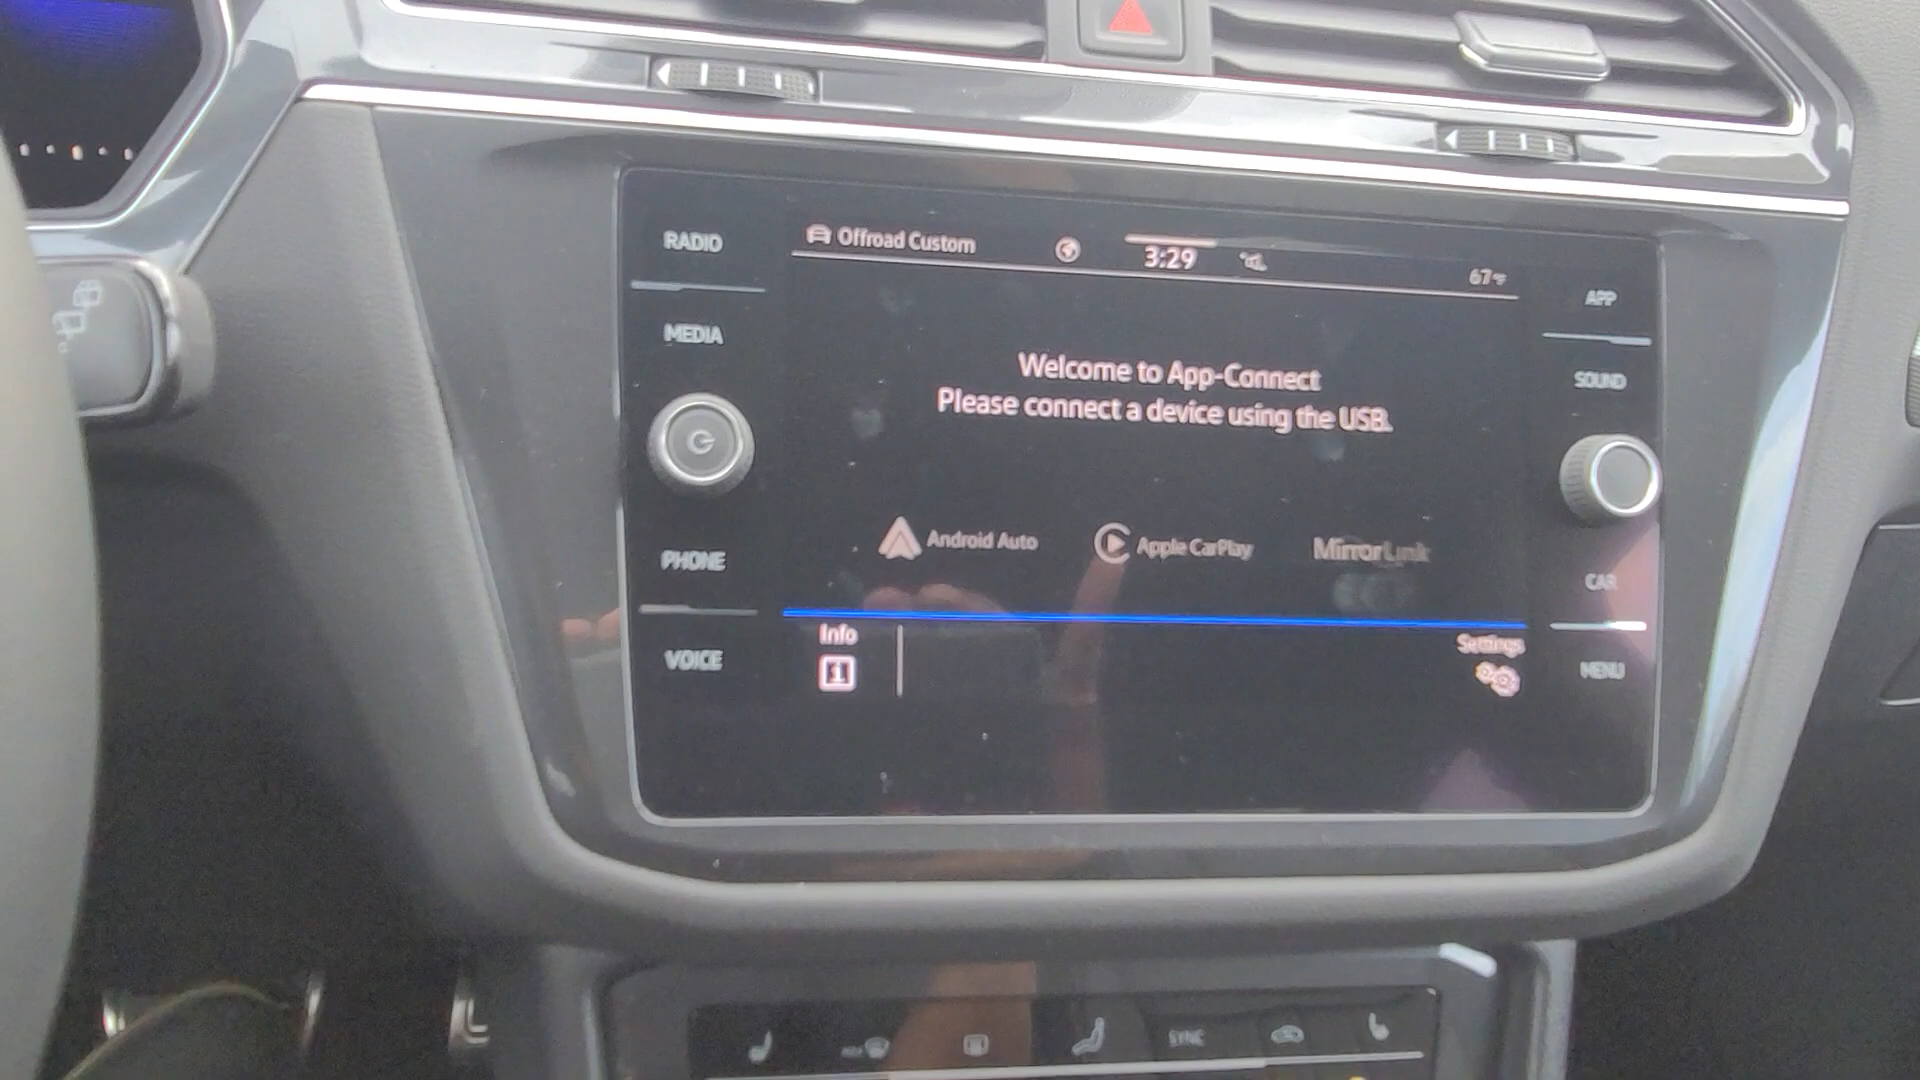 RADIO
MEDIA
PHONE
VOICE
Offroad Custom
3:29
67°F
Welcome to App-Connect
Please connect a device using the USB.
Android Auto
Apple CarPlay
MirrorLink
Info
Settings
APP
SOUND
CAR
MENU
SYNC